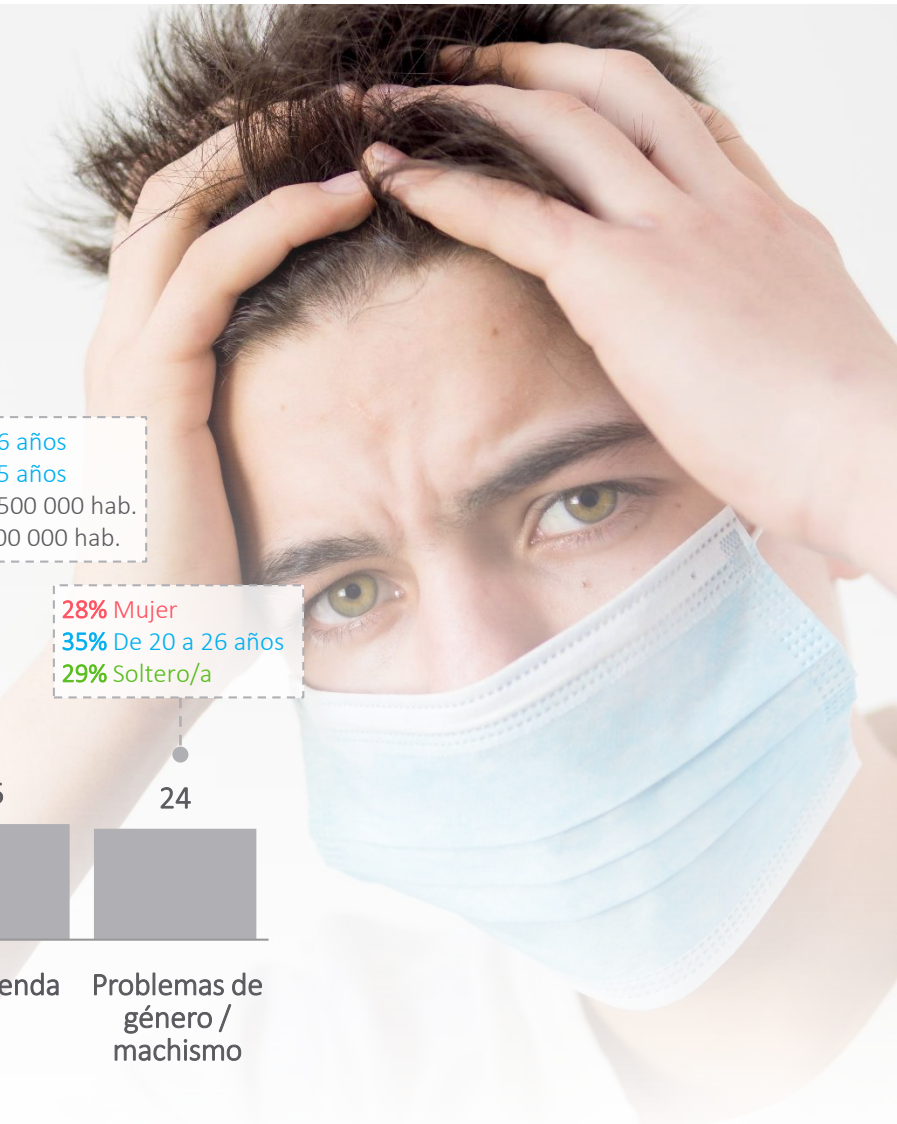 6 años
5 años
500 000 hab.
00 000 hab.
28% Mujer
35% De 20 a 26 años
29% Soltero/a
24
enda
Problemas de
género /
machismo